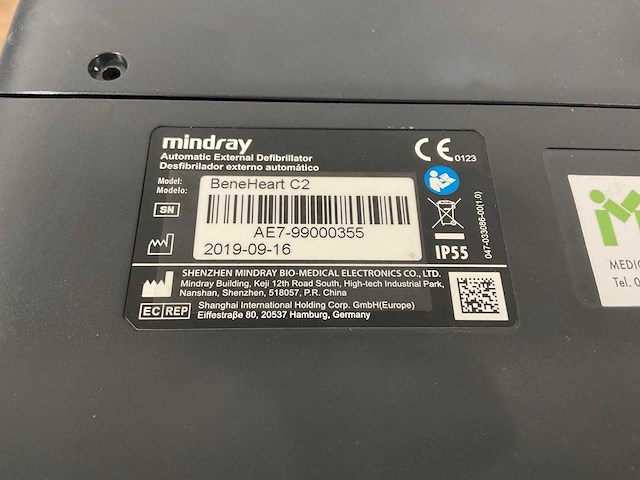 mindray
Automatic External Defibrillator
Desfibrilador externo automático
CE 0123
Model:
Modelo:
BeneHeart C2
SN
AE7-99000355
2019-09-16
IP55
047-033086-00(1.0)
SHENZHEN MINDRAY BIO-MEDICAL ELECTRONICS CO., LTD.
Mindray Building, Keji 12th Road South, High-tech Industrial Park,
Nanshan, Shenzhen, 518057, P.R. China
EC REP
Shanghai International Holding Corp. GmbH(Europe)
Eiffestraße 80, 20537 Hamburg, Germany
Tel.